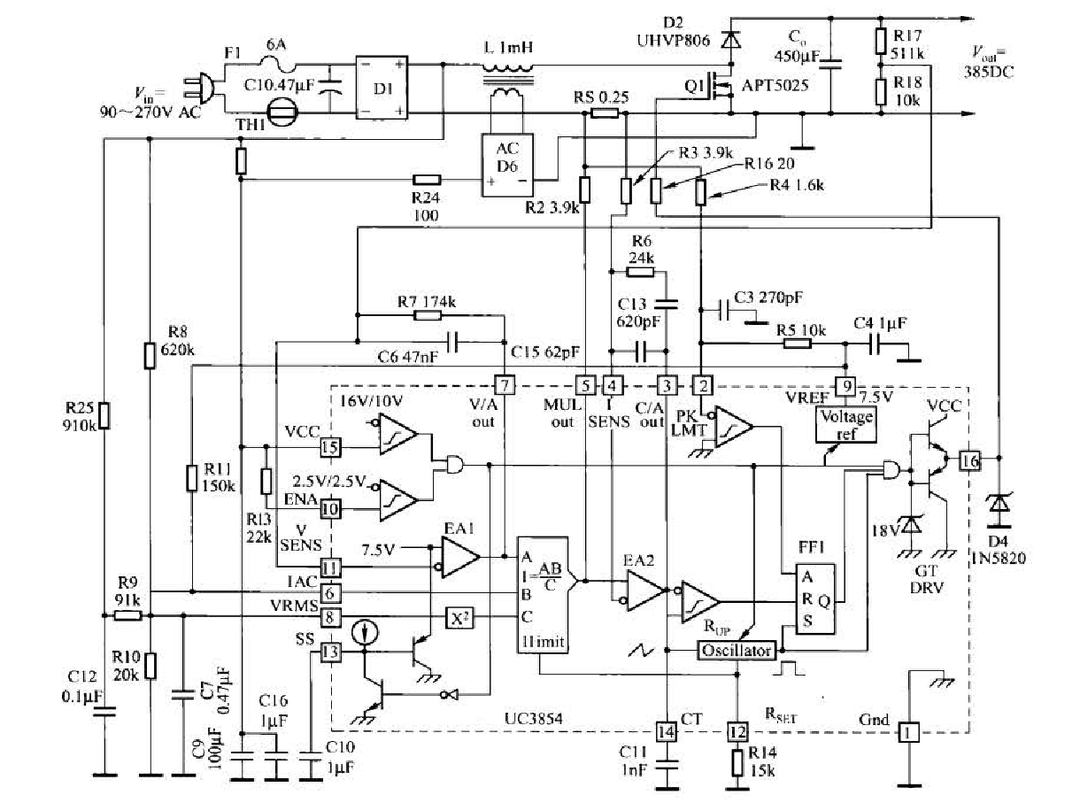 D2
UHVP806
F1
6A
L 1mH
C₀
450μF
R17
511k
V_out=
385DC
C1 0.47μF
D1
Q1
APT5025
R18
10k
V_in=
90～270V AC
TH1
RS 0.25
AC
D6
+ −
R3 3.9k
R16 20
R4 1.6k
R24
100
R2 3.9k
R6
24k
C13
620pF
C3 270pF
R7 174k
R5 10k
C4 1μF
R8
620k
C6 47nF
C15 62pF
7
5
4
3
2
9
R25
910k
V/A
out
MUL
out
I
SENS
C/A
out
PK
LMT
VREF
7.5V
Voltage
ref
VCC
16V/10V
VCC
15
R11
150k
2.5V/2.5V
ENA
10
R13
22k
16
18V
D4
1N5820
GT
DRV
V
SENS
11
7.5V
EA1
IAC
6
A
I=AB/C
B
C
Ilimit
EA2
FF1
A
R Q
S
R9
91k
VRMS
8
X²
R_UP
Oscillator
SS
13
R10
20k
C12
0.1μF
C7
0.47μF
C16
1μF
C9
100μF
C10
1μF
UC3854
CT
14
C11
1nF
R_SET
12
R14
15k
Gnd
1